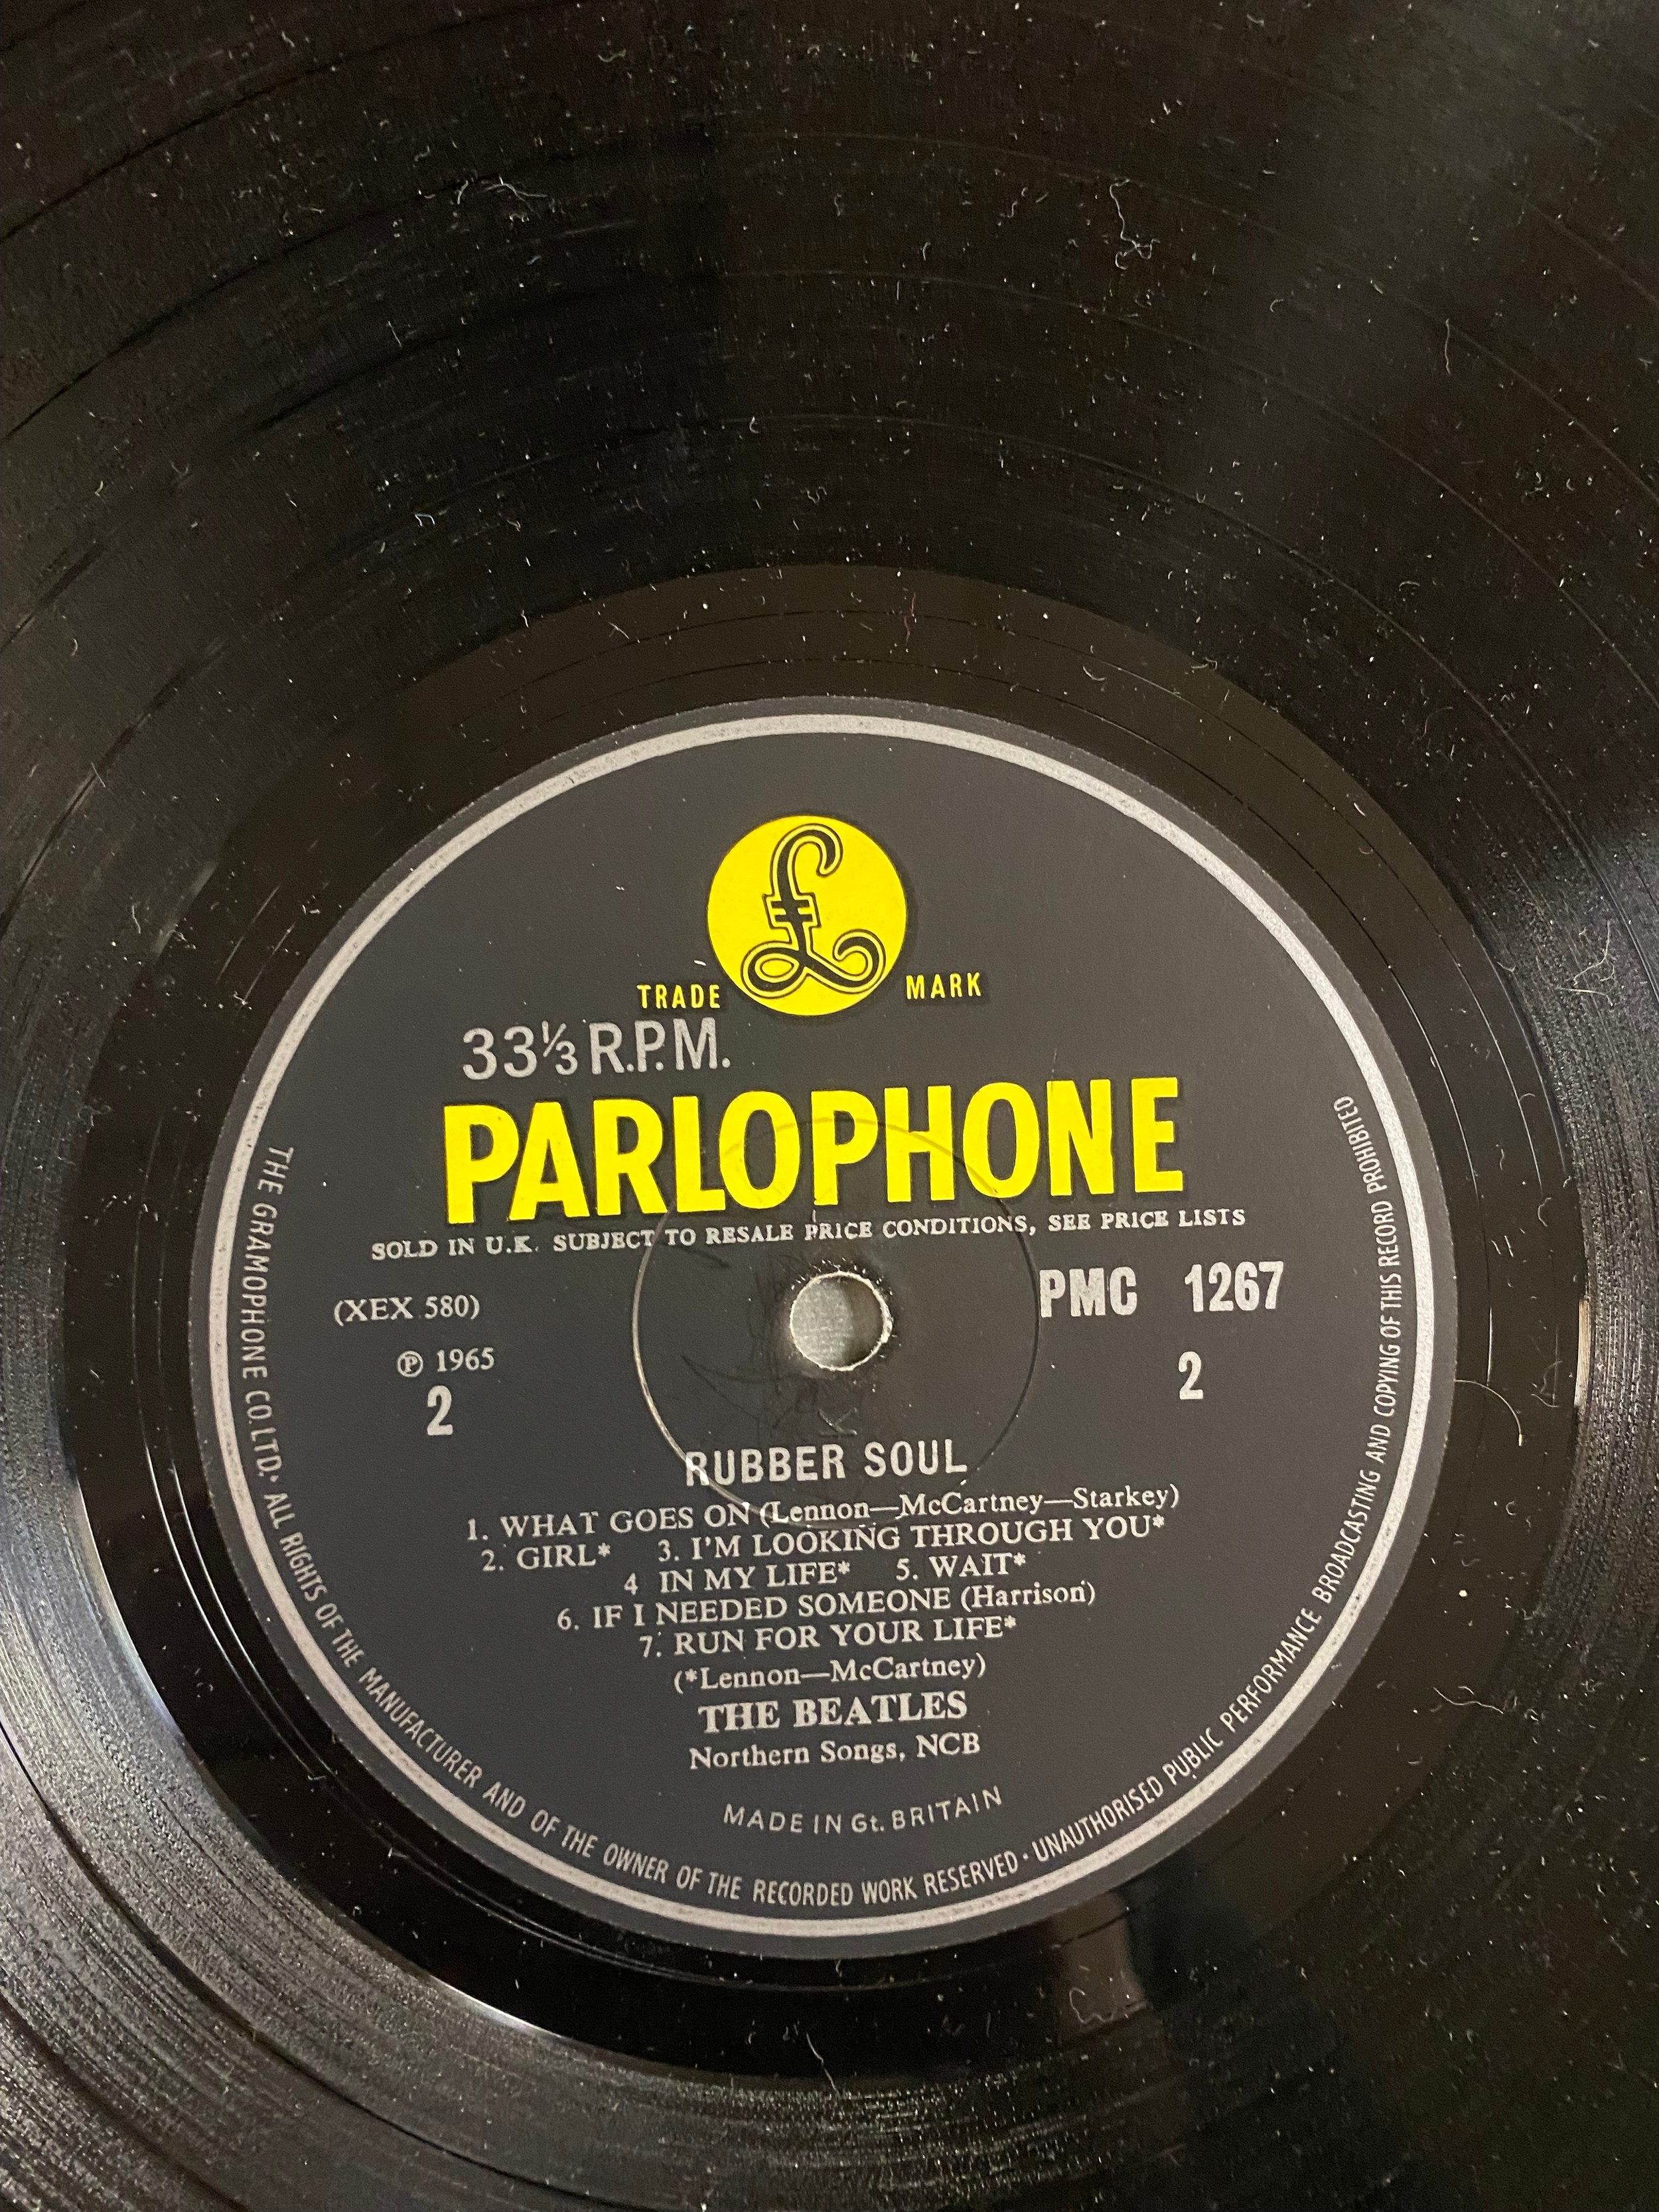 £
TRADE MARK
33⅓ R.P.M.
PARLOPHONE
SOLD IN U.K. SUBJECT TO RESALE PRICE CONDITIONS, SEE PRICE LISTS
(XEX 580) PMC 1267
℗ 1965
2 2
RUBBER SOUL
1. WHAT GOES ON (Lennon—McCartney—Starkey)
2. GIRL* 3. I'M LOOKING THROUGH YOU*
4 IN MY LIFE* 5. WAIT*
6. IF I NEEDED SOMEONE (Harrison)
7. RUN FOR YOUR LIFE*
(*Lennon—McCartney)
THE BEATLES
Northern Songs, NCB
MADE IN Gt. BRITAIN
THE GRAMOPHONE CO. LTD. · ALL RIGHTS OF THE MANUFACTURER AND OF THE OWNER OF THE RECORDED WORK RESERVED · UNAUTHORISED PUBLIC PERFORMANCE BROADCASTING AND COPYING OF THIS RECORD PROHIBITED